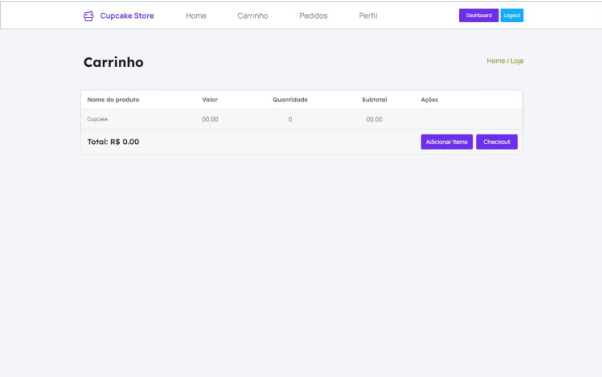 Cupcake Store Home Carrinho Pedidos Perfil Dashboard Logout
Carrinho Home / Loja
Nome do produto Valor Quantidade Subtotal Ações
Cupcake 00,00 0 00.00
Total: R$ 0.00 Adicionar Items Checkout